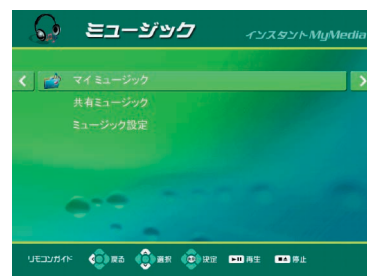 ミュージック
インスタントMyMedia
マイミュージック
共有ミュージック
ミュージック設定
リモコンガイド 戻る 選択 決定 再生 停止